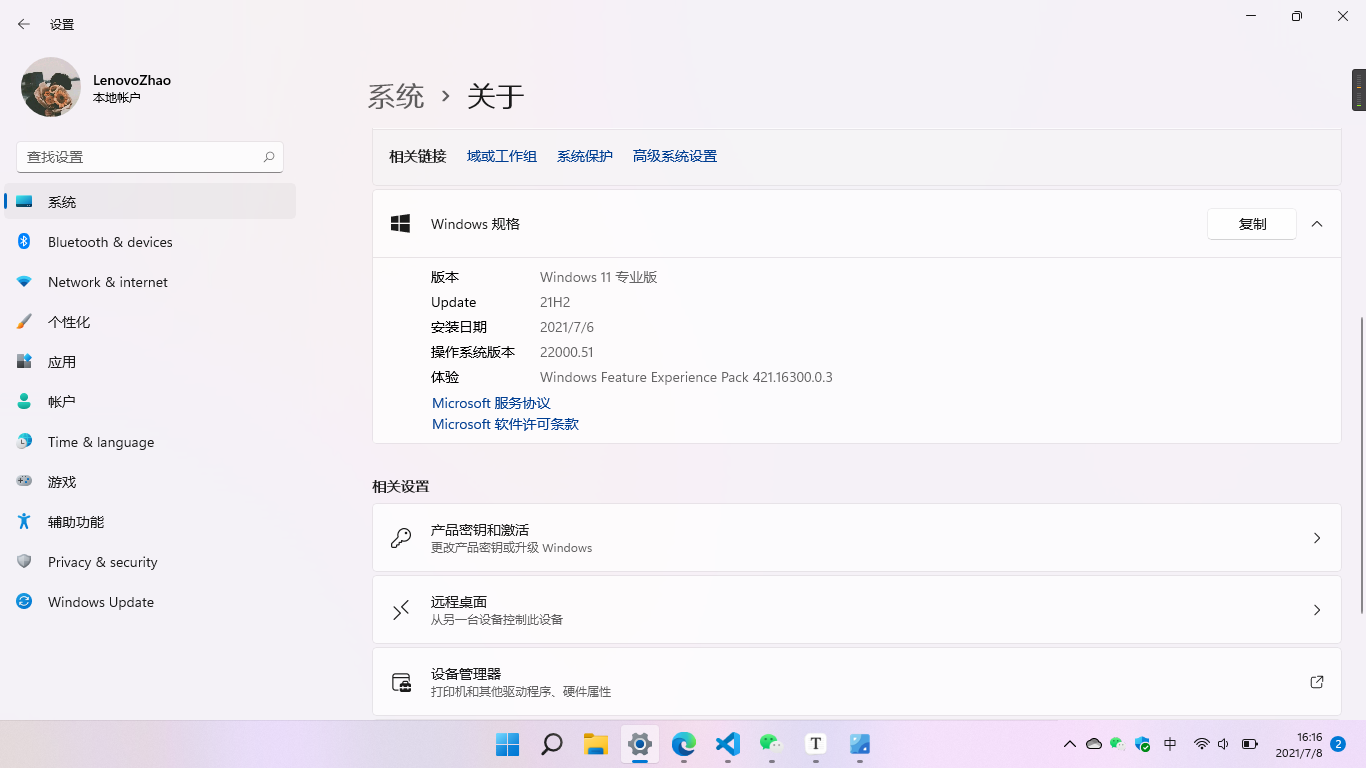 设置
LenovoZhao
本地帐户
查找设置
系统
Bluetooth & devices
Network & internet
个性化
应用
帐户
Time & language
游戏
辅助功能
Privacy & security
Windows Update
系统 › 关于
相关链接 域或工作组 系统保护 高级系统设置
Windows 规格 复制
版本 Windows 11 专业版
Update 21H2
安装日期 2021/7/6
操作系统版本 22000.51
体验 Windows Feature Experience Pack 421.16300.0.3
Microsoft 服务协议
Microsoft 软件许可条款
相关设置
产品密钥和激活
更改产品密钥或升级 Windows
远程桌面
从另一台设备控制此设备
设备管理器
打印机和其他驱动程序、硬件属性
T
中
16:16
2021/7/8
2